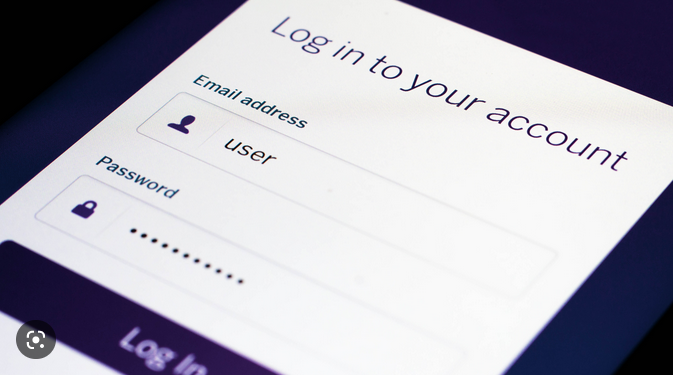 Log in to your account
Email address
user
Password
•••••••••••
Log In